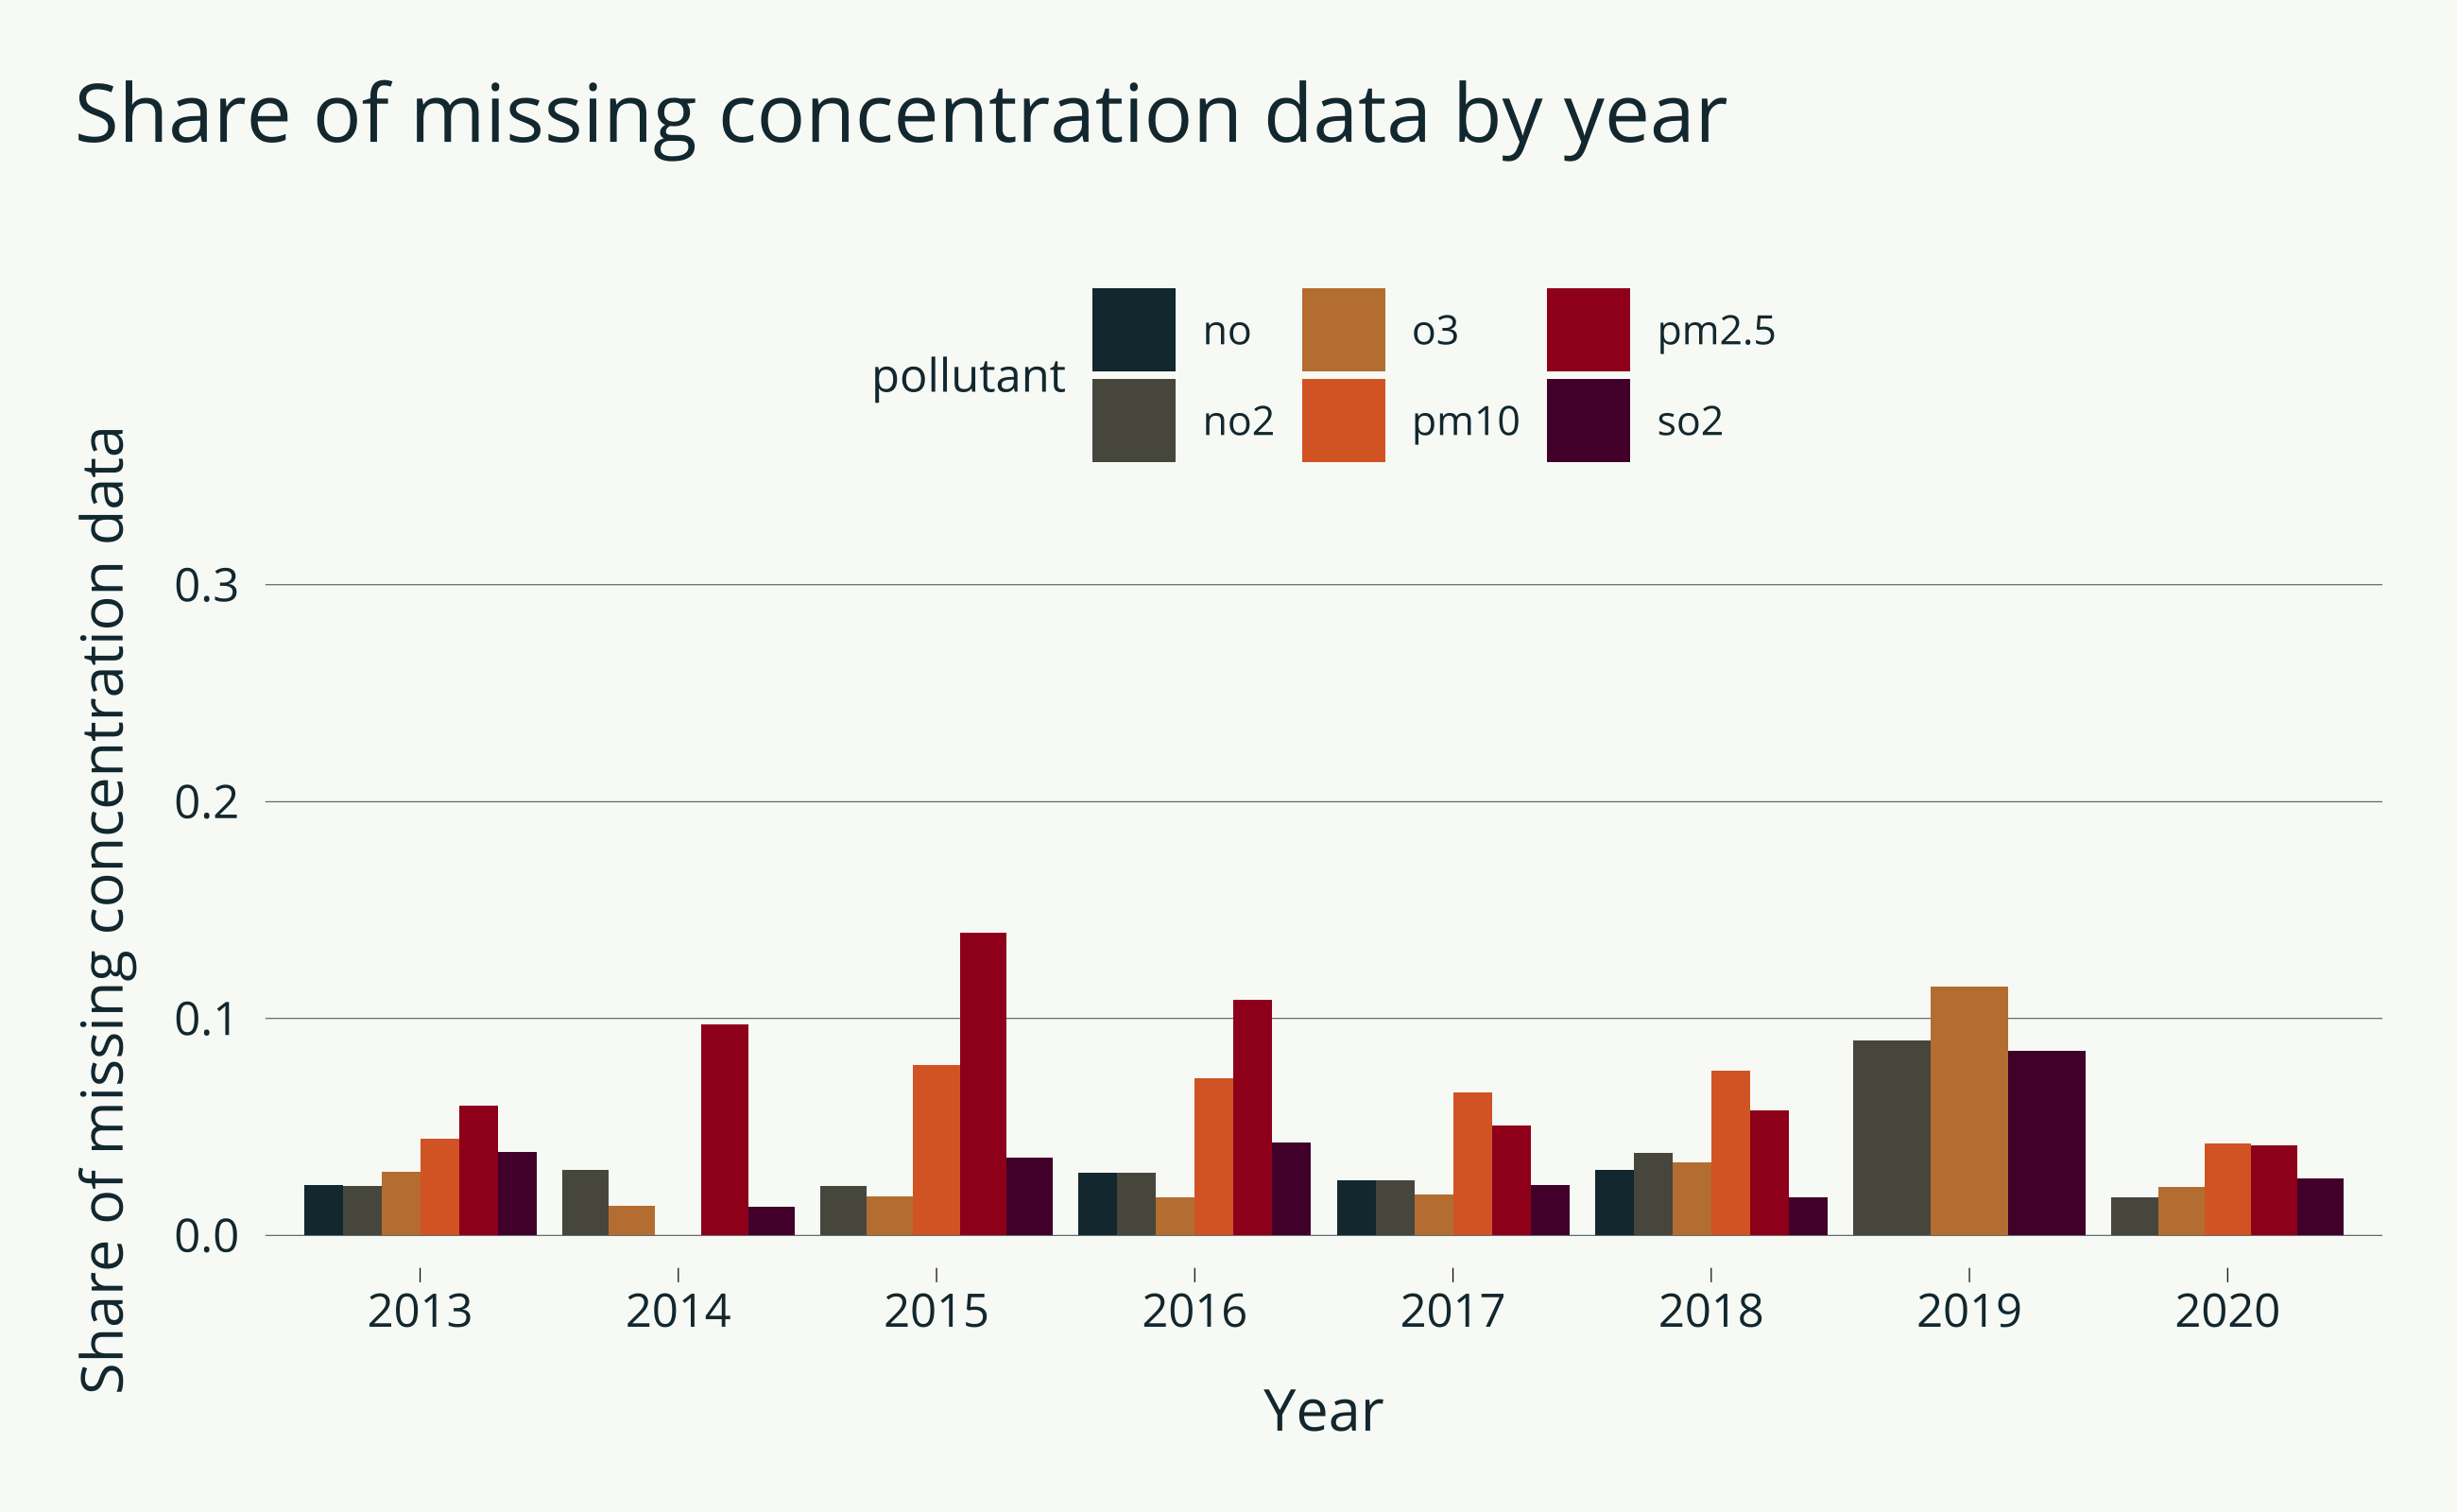 Share of missing concentration data by year
pollutant
no
o3
pm2.5
no2
pm10
so2
Share of missing concentration data
0.3
0.2
0.1
0.0
2013 2014 2015 2016 2017 2018 2019 2020
Year